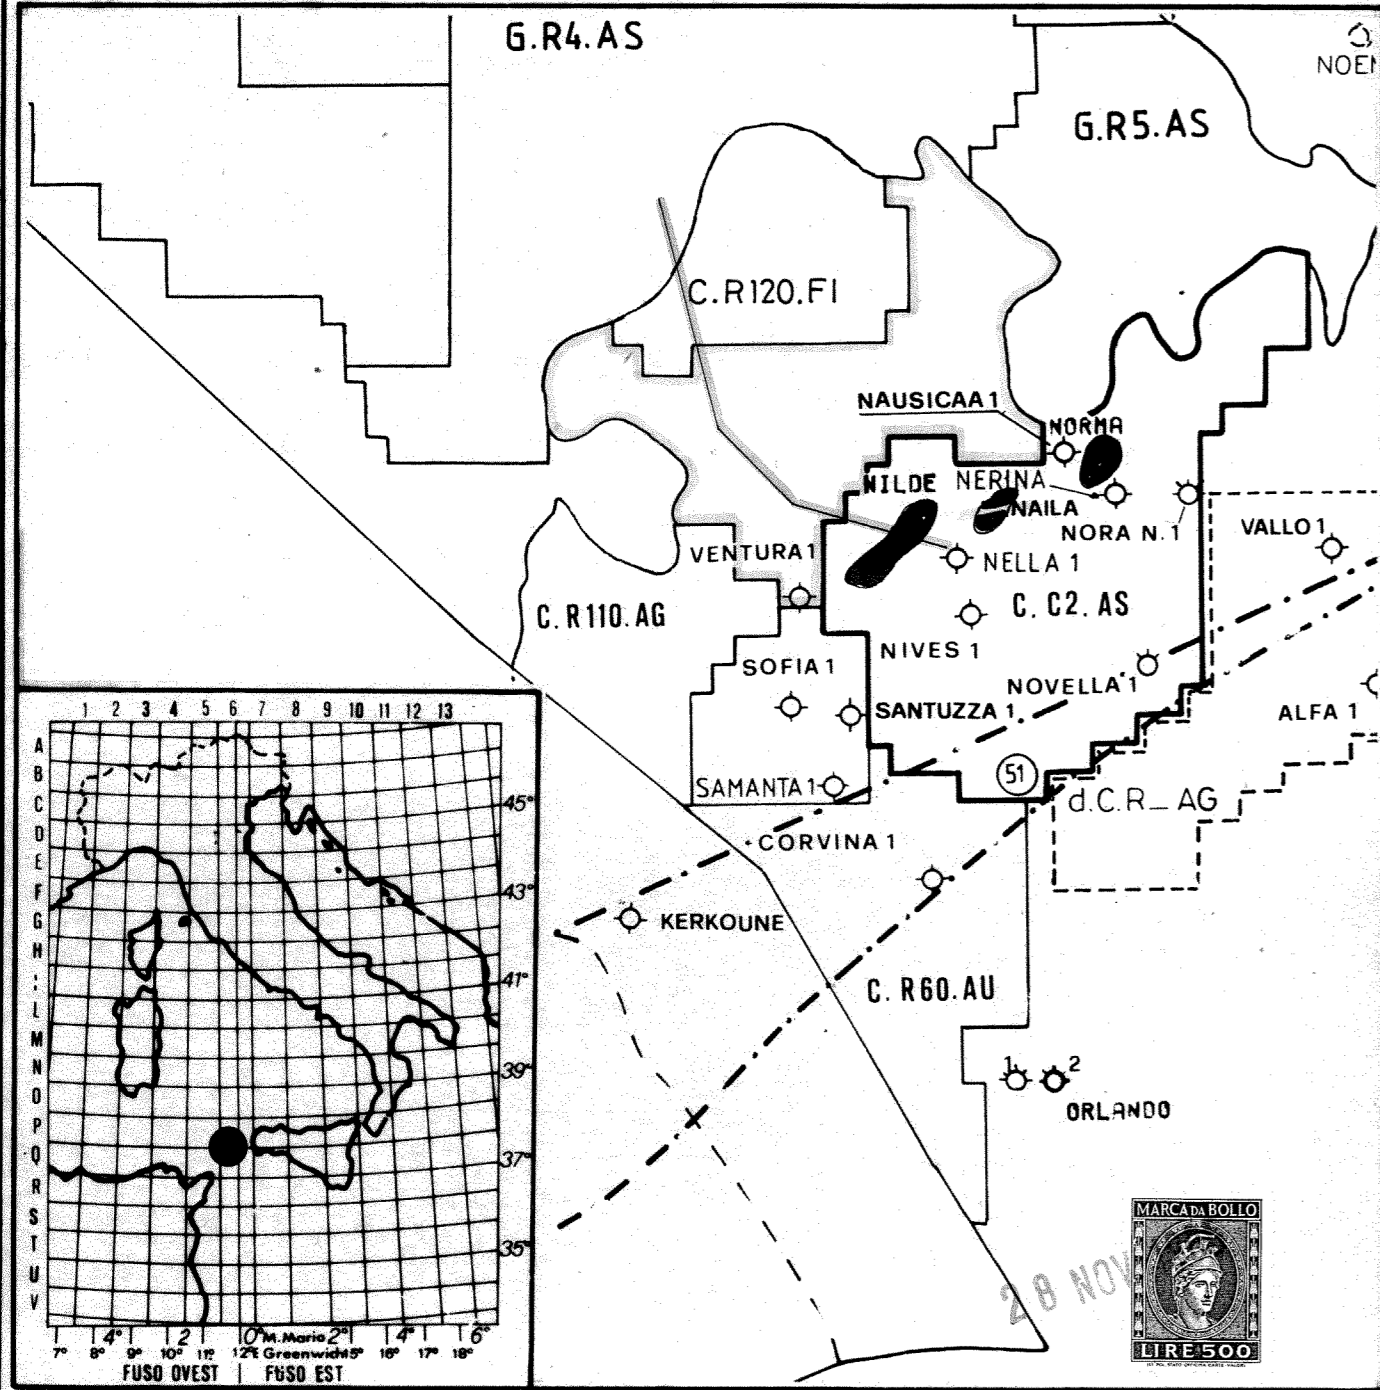 G.R4.AS
G.R5.AS
C.R120.FI
NAUSICAA 1
NORMA
NILDE
NERINA
NAILA
NORA N.1
VALLO 1
VENTURA 1
NELLA 1
C.R110.AG
C. C2. AS
NIVES 1
SOFIA 1
NOVELLA 1
SANTUZZA 1
ALFA 1
51
SAMANTA 1
d.C.R_ AG
CORVINA 1
KERKOUNE
C. R60. AU
1
2
ORLANDO
1 2 3 4 5 6 7 8 9 10 11 12 13
A
B
C
D
E
F
G
H
I
L
M
N
O
P
Q
R
S
T
U
V
45°
43°
41°
39°
37°
35°
4° 2 0° M. Mario 2° 4° 6°
7° 8° 9° 10° 11° 12°E Greenwich 15° 16° 17° 18°
FUSO OVEST FUSO EST
28 NOV
MARCA DA BOLLO
LIRE 500